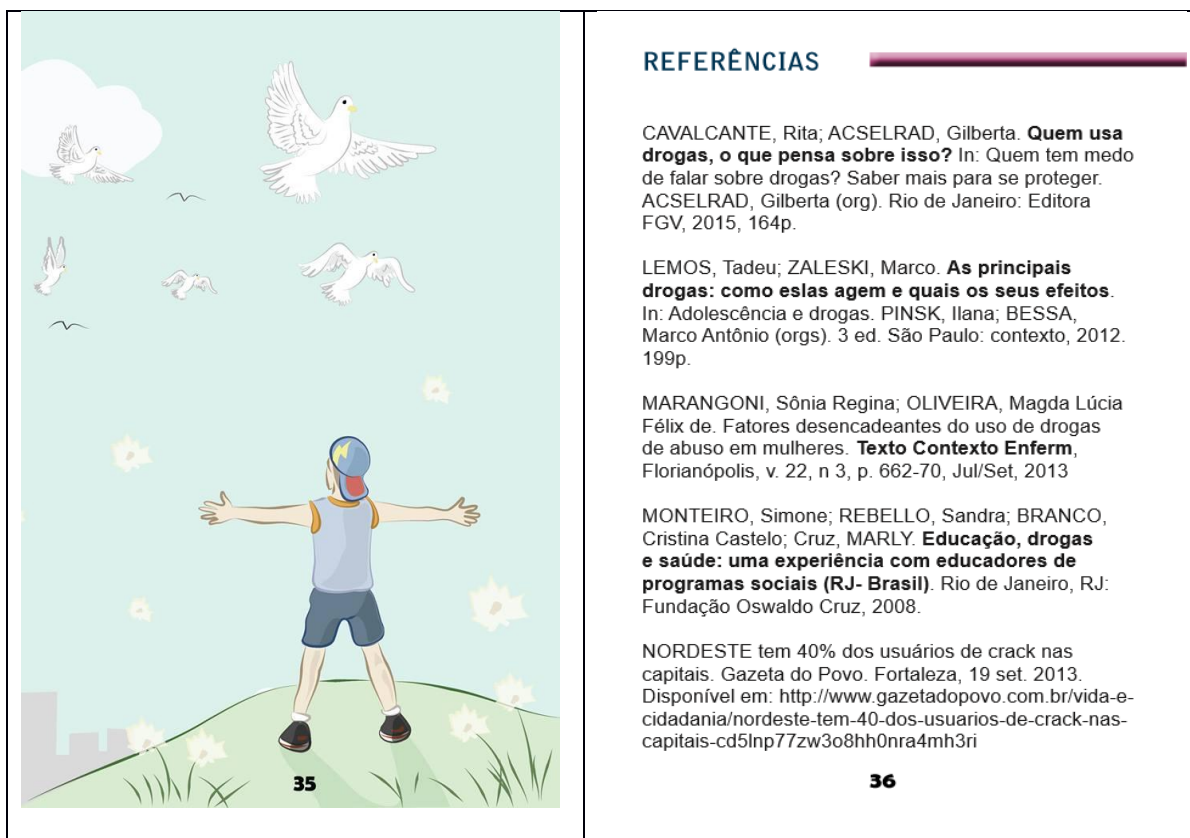 35
REFERÊNCIAS
CAVALCANTE, Rita; ACSELRAD, Gilberta. Quem usa
drogas, o que pensa sobre isso? In: Quem tem medo
de falar sobre drogas? Saber mais para se proteger.
ACSELRAD, Gilberta (org). Rio de Janeiro: Editora
FGV, 2015, 164p.
LEMOS, Tadeu; ZALESKI, Marco. As principais
drogas: como eslas agem e quais os seus efeitos.
In: Adolescência e drogas. PINSK, Ilana; BESSA,
Marco Antônio (orgs). 3 ed. São Paulo: contexto, 2012.
199p.
MARANGONI, Sônia Regina; OLIVEIRA, Magda Lúcia
Félix de. Fatores desencadeantes do uso de drogas
de abuso em mulheres. Texto Contexto Enferm,
Florianópolis, v. 22, n 3, p. 662-70, Jul/Set, 2013
MONTEIRO, Simone; REBELLO, Sandra; BRANCO,
Cristina Castelo; Cruz, MARLY. Educação, drogas
e saúde: uma experiência com educadores de
programas sociais (RJ- Brasil). Rio de Janeiro, RJ:
Fundação Oswaldo Cruz, 2008.
NORDESTE tem 40% dos usuários de crack nas
capitais. Gazeta do Povo. Fortaleza, 19 set. 2013.
Disponível em: http://www.gazetadopovo.com.br/vida-e-
cidadania/nordeste-tem-40-dos-usuarios-de-crack-nas-
capitais-cd5lnp77zw3o8hh0nra4mh3ri
36